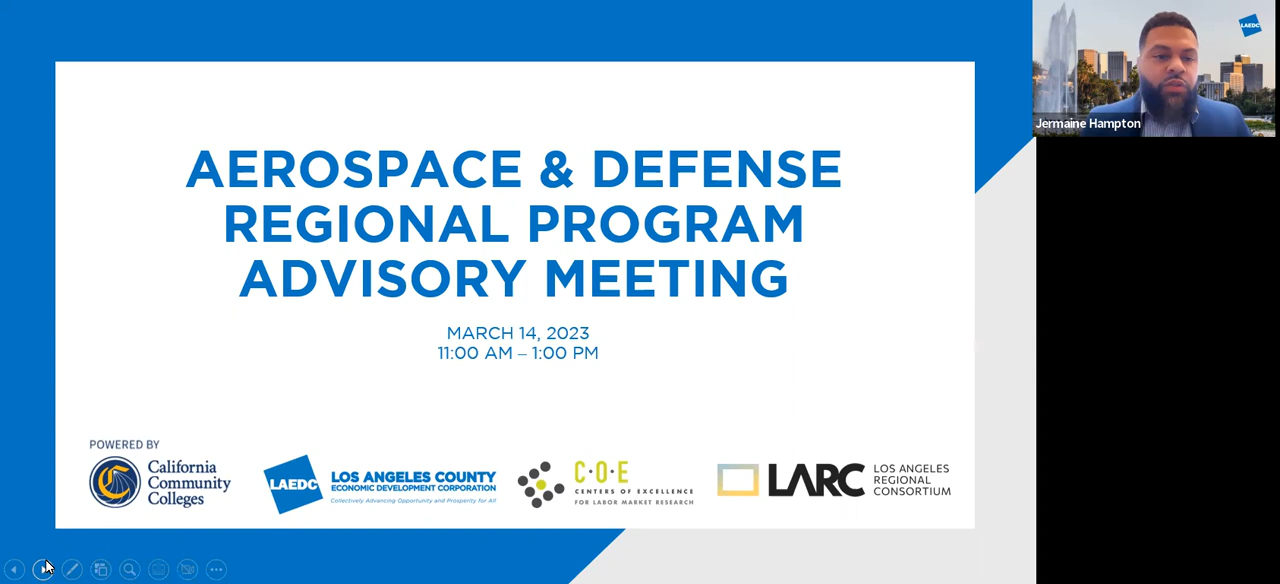 AEROSPACE & DEFENSE
REGIONAL PROGRAM
ADVISORY MEETING
MARCH 14, 2023
11:00 AM – 1:00 PM
POWERED BY
California
Community
Colleges
LAEDC
LOS ANGELES COUNTY
ECONOMIC DEVELOPMENT CORPORATION
Collectively Advancing Opportunity and Prosperity for All
C·O·E
CENTERS OF EXCELLENCE
FOR LABOR MARKET RESEARCH
LARC
LOS ANGELES
REGIONAL
CONSORTIUM
LAEDC
Jermaine Hampton